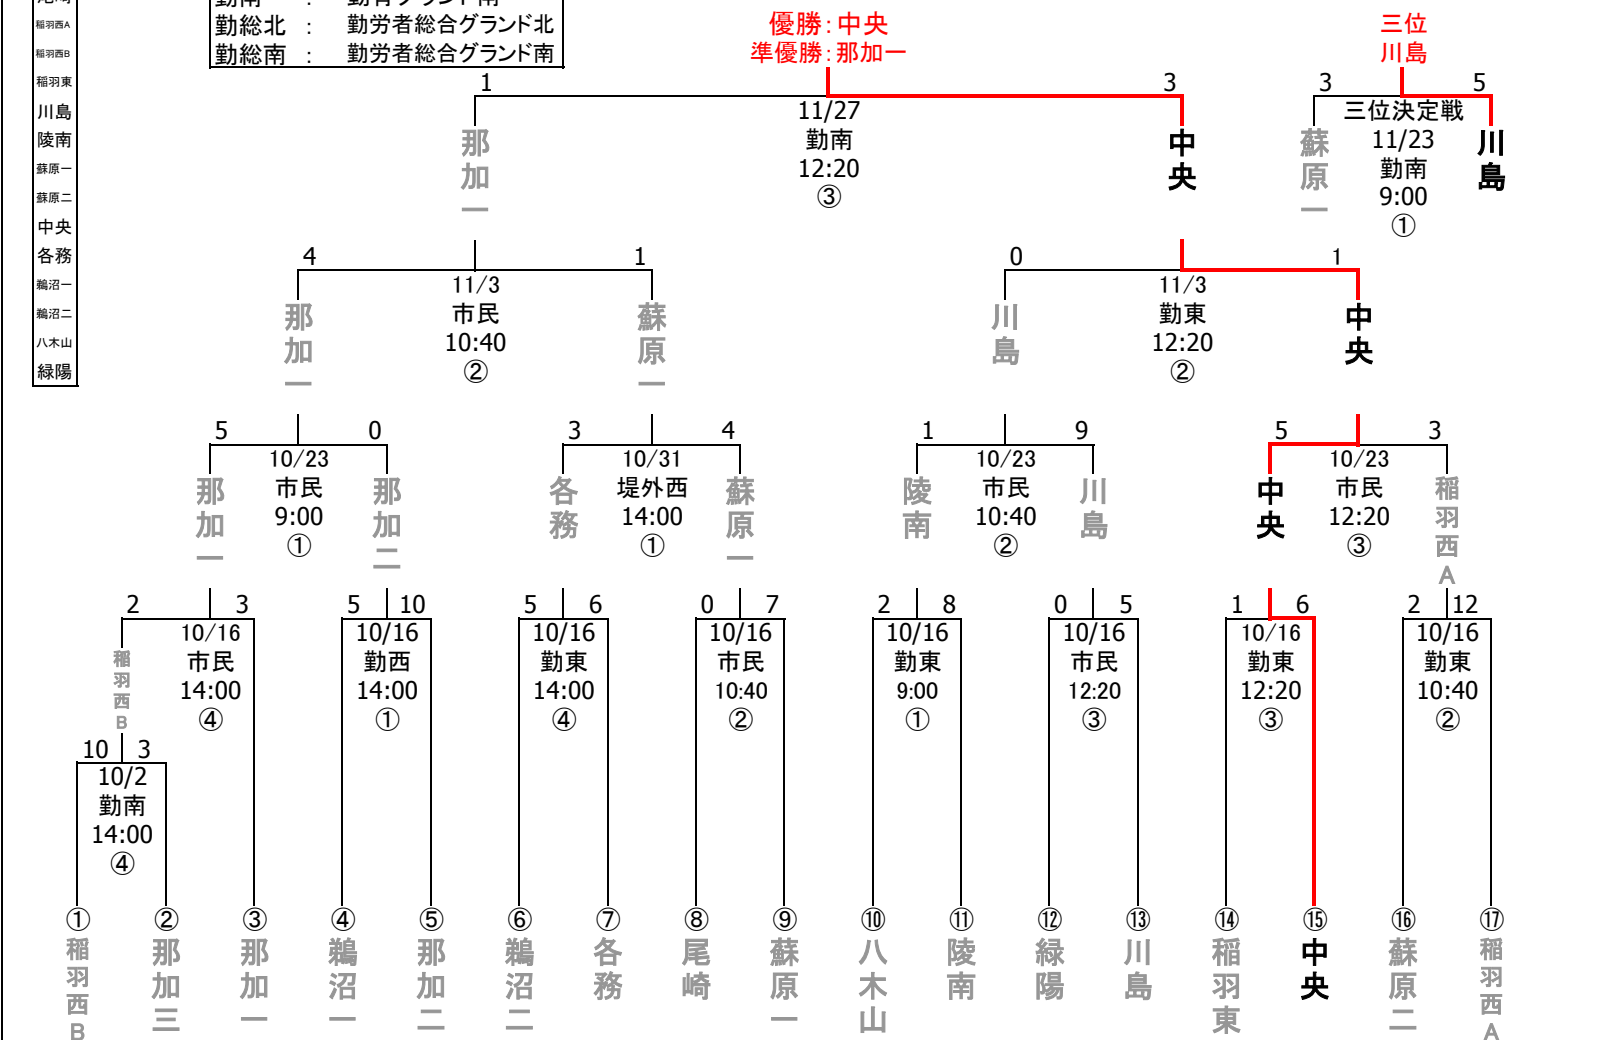 稲羽西A
稲羽西B
稲羽東
川島
陵南
蘇原一
蘇原二
中央
各務
鵜沼一
鵜沼二
八木山
緑陽
勤総北 : 勤労者総合グランド北
勤総南 : 勤労者総合グランド南
優勝:中央
準優勝:那加一
三位
川島
1 3
11/27
勤南
12:20
③
那加一
中央
3 5
三位決定戦
11/23
勤南
9:00
①
蘇原一
川島
4 1
11/3
市民
10:40
②
那加一
蘇原一
0 1
11/3
勤東
12:20
②
川島
中央
5 0
10/23
市民
9:00
①
那加一
那加二
3 4
10/31
堤外西
14:00
①
各務
蘇原一
1 9
10/23
市民
10:40
②
陵南
川島
5 3
10/23
市民
12:20
③
中央
稲羽西A
2 3
10/16
市民
14:00
④
稲羽西B
5 10
10/16
勤西
14:00
①
5 6
10/16
勤東
14:00
④
0 7
10/16
市民
10:40
②
2 8
10/16
勤東
9:00
①
0 5
10/16
市民
12:20
③
1 6
10/16
勤東
12:20
③
2 12
10/16
勤東
10:40
②
10 3
10/2
勤南
14:00
④
① 稲羽西B
② 那加三
③ 那加一
④ 鵜沼一
⑤ 那加二
⑥ 鵜沼二
⑦ 各務
⑧ 尾崎
⑨ 蘇原一
⑩ 八木山
⑪ 陵南
⑫ 緑陽
⑬ 川島
⑭ 稲羽東
⑮ 中央
⑯ 蘇原二
⑰ 稲羽西A